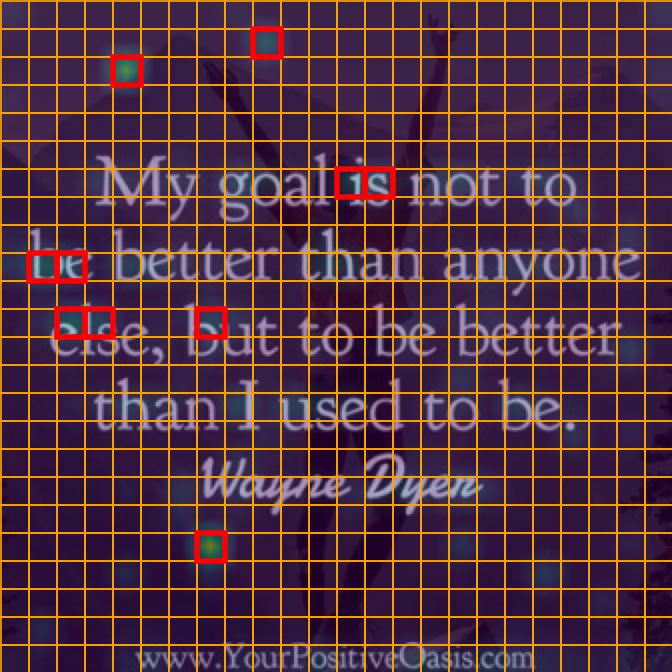 My goal is not to
be better than anyone
else, but to be better
than I used to be.
Wayne Dyer
www.YourPositiveOasis.com